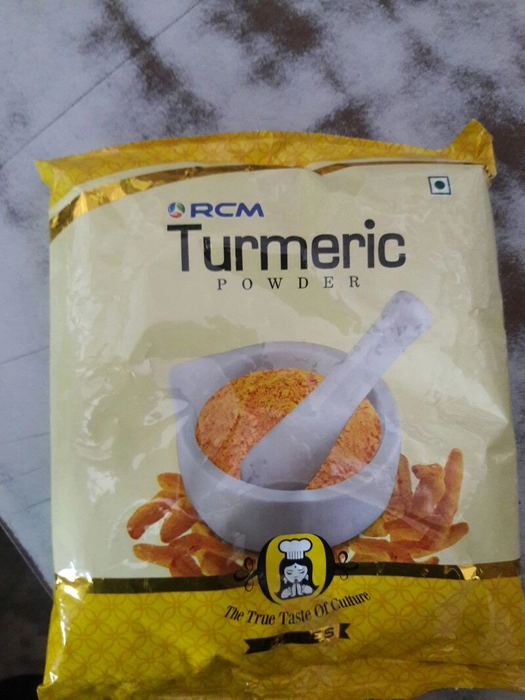 RCM
Turmeric
POWDER
The True Taste Of Culture